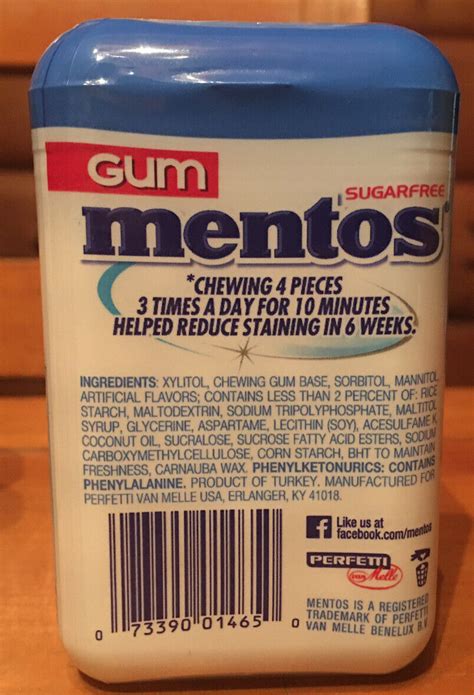 Gum
SUGARFREE
mentos
*CHEWING 4 PIECES
3 TIMES A DAY FOR 10 MINUTES
HELPED REDUCE STAINING IN 6 WEEKS.
INGREDIENTS: XYLITOL, CHEWING GUM BASE, SORBITOL, MANNITOL,
ARTIFICIAL FLAVORS; CONTAINS LESS THAN 2 PERCENT OF: RICE
STARCH, MALTODEXTRIN, SODIUM TRIPOLYPHOSPHATE, MALTITOL
SYRUP, GLYCERINE, ASPARTAME, LECITHIN (SOY), ACESULFAME K,
COCONUT OIL, SUCRALOSE, SUCROSE FATTY ACID ESTERS, SODIUM
CARBOXYMETHYLCELLULOSE, CORN STARCH, BHT TO MAINTAIN
FRESHNESS, CARNAUBA WAX. PHENYLKETONURICS: CONTAINS
PHENYLALANINE. PRODUCT OF TURKEY. MANUFACTURED FOR
PERFETTI VAN MELLE USA, ERLANGER, KY 41018.
f Like us at
facebook.com/mentos
PERFETTI
van Melle
MENTOS IS A REGISTERED
TRADEMARK OF PERFETTI
VAN MELLE BENELUX B.V.
0 73390 01465 0